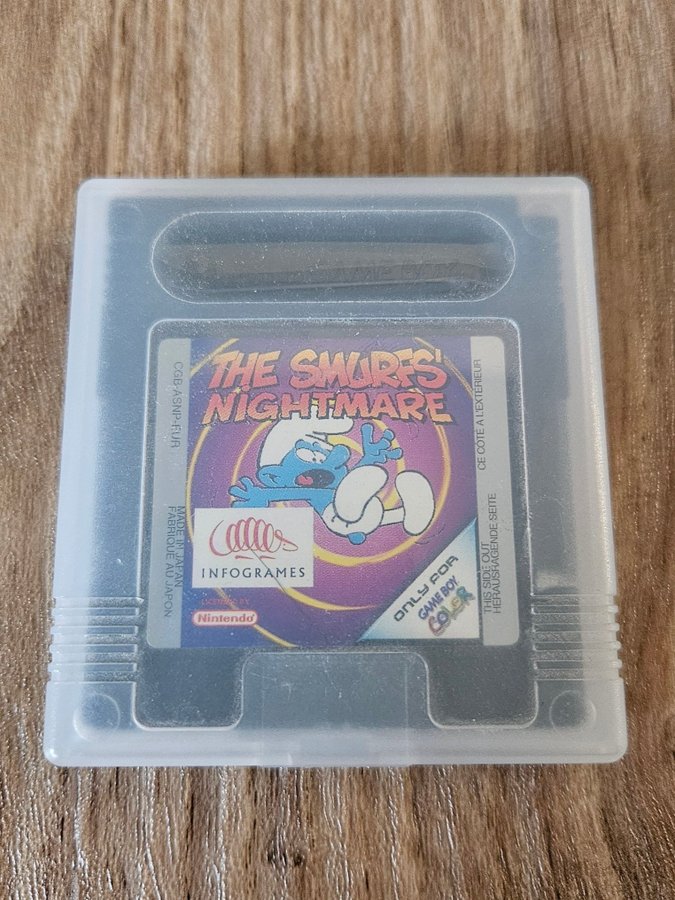 THE SMURFS'
NIGHTMARE
INFOGRAMES
LICENSED BY
Nintendo
ONLY FOR
GAME BOY
COLOR
CGB-ASNP-EUR
MADE IN JAPAN
FABRIQUÉ AU JAPON
CE COTÉ A L'EXTÉRIEUR
THIS SIDE OUT
HERAUSRAGENDE SEITE